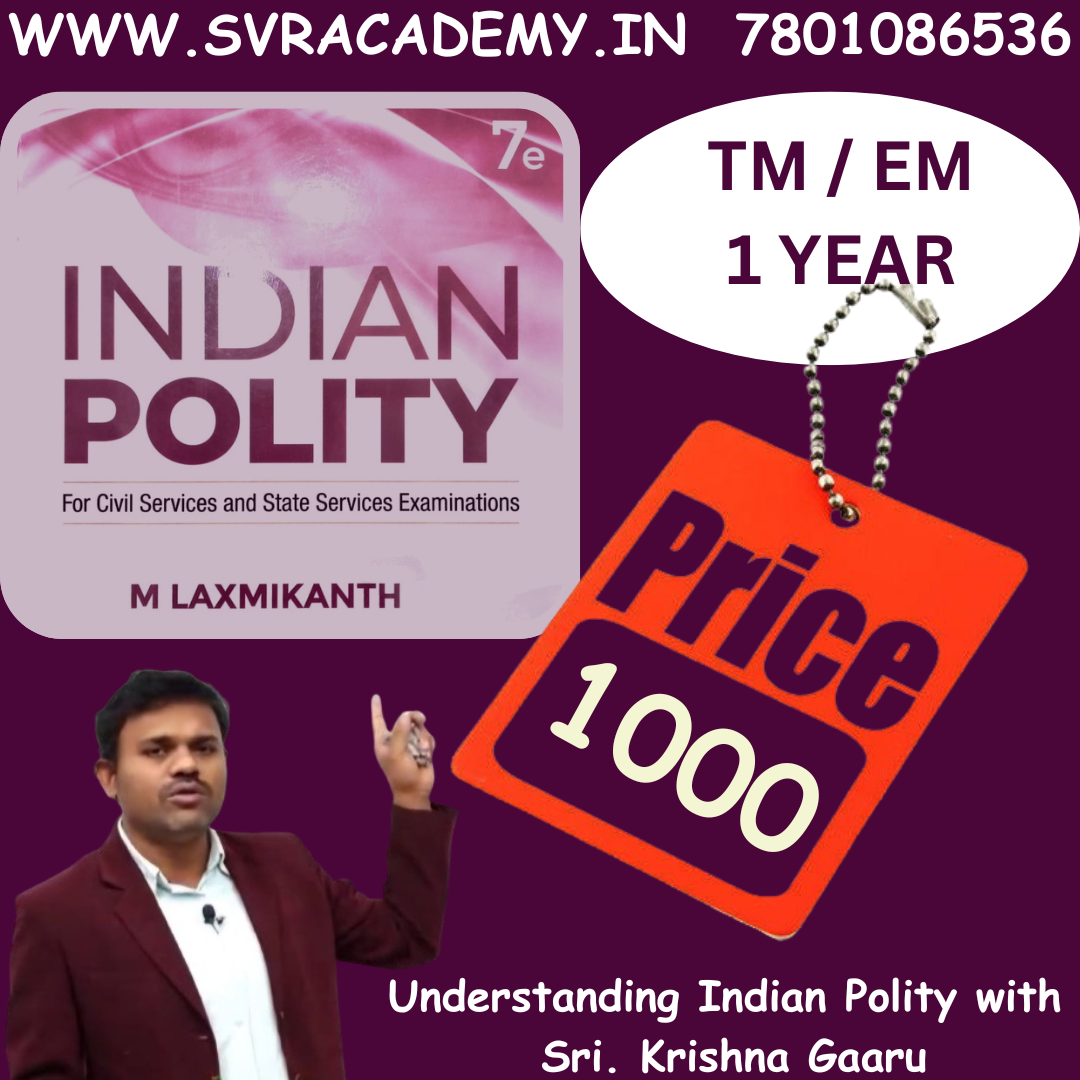 WWW.SVRACADEMY.IN 7801086536
7e
INDIAN
POLITY
For Civil Services and State Services Examinations
M LAXMIKANTH
TM / EM
1 YEAR
Price
1000
Understanding Indian Polity with
Sri. Krishna Gaaru